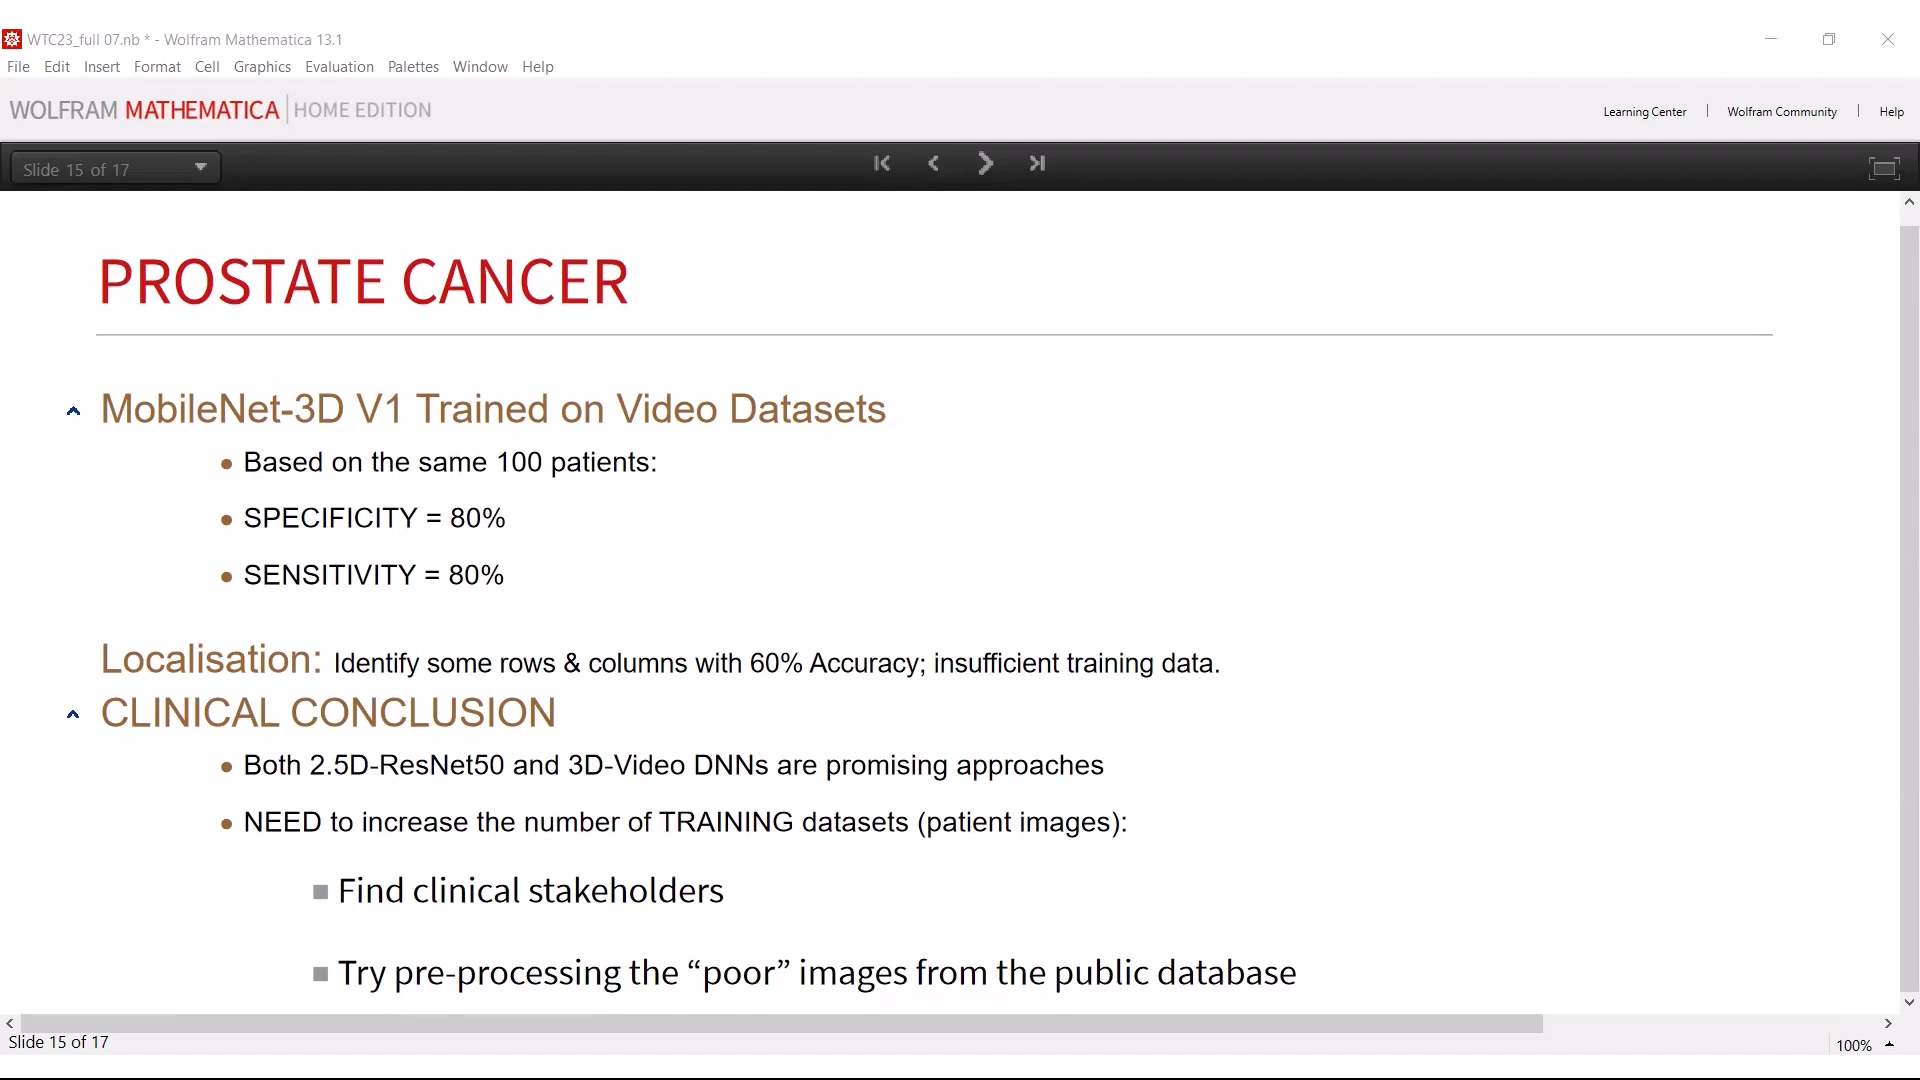 WTC23_full 07.nb * - Wolfram Mathematica 13.1
File Edit Insert Format Cell Graphics Evaluation Palettes Window Help
WOLFRAM MATHEMATICA | HOME EDITION
Learning Center | Wolfram Community | Help
Slide 15 of 17
PROSTATE CANCER
MobileNet-3D V1 Trained on Video Datasets
Based on the same 100 patients:
SPECIFICITY = 80%
SENSITIVITY = 80%
Localisation: Identify some rows & columns with 60% Accuracy; insufficient training data.
CLINICAL CONCLUSION
Both 2.5D-ResNet50 and 3D-Video DNNs are promising approaches
NEED to increase the number of TRAINING datasets (patient images):
Find clinical stakeholders
Try pre-processing the “poor” images from the public database
Slide 15 of 17
100%